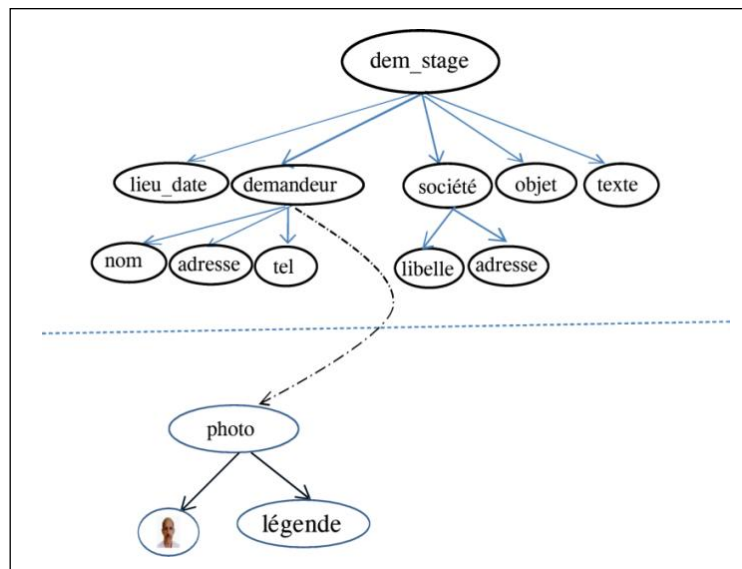 dem_stage
lieu_date demandeur société objet texte
nom adresse tel libelle adresse
photo
légende